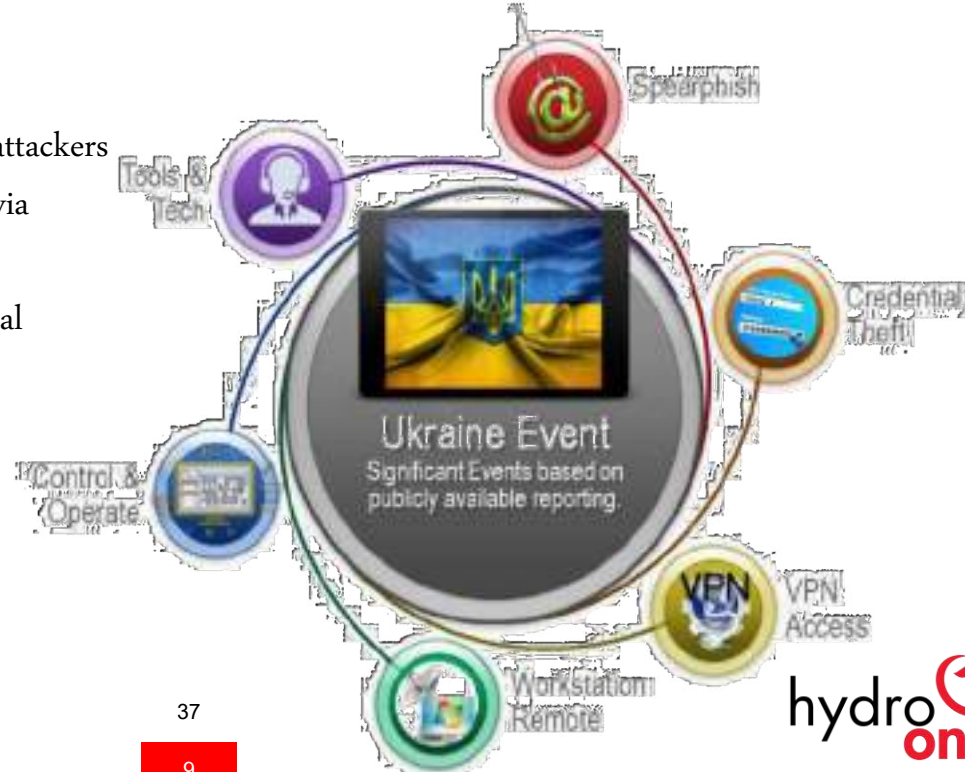 attackers
via
al
Spearphish
Tools &
Tech
Credential
Theft
Ukraine Event
Significant Events based on
publicly available reporting.
Control &
Operate
VPN
VPN
Access
Workstation
Remote
37
9
hydro
on